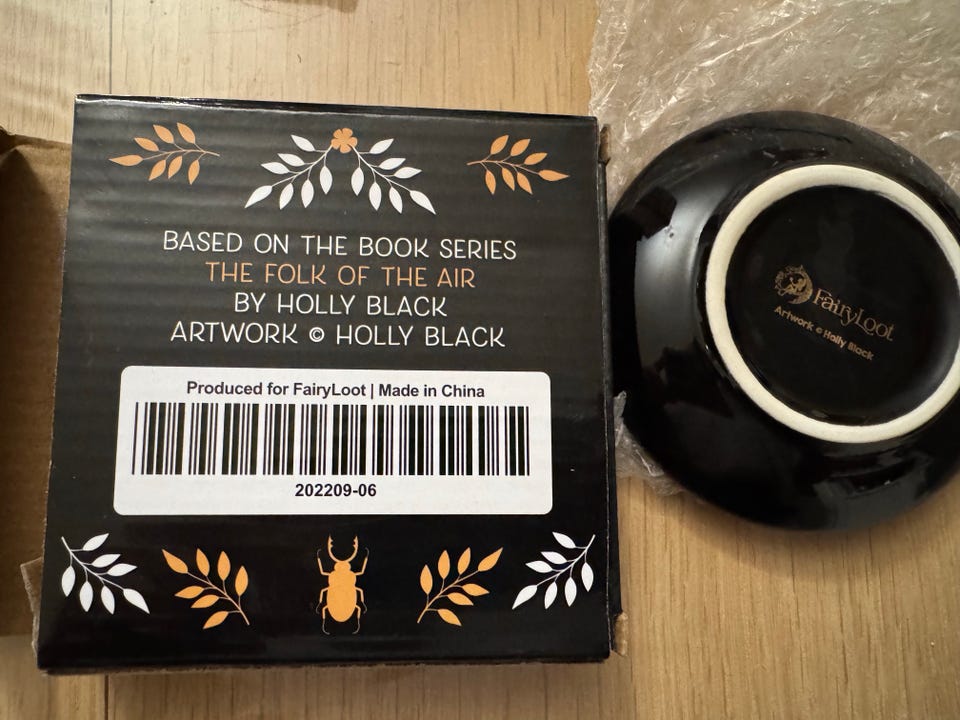 BASED ON THE BOOK SERIES
THE FOLK OF THE AIR
BY HOLLY BLACK
ARTWORK © HOLLY BLACK
Produced for FairyLoot | Made in China
202209-06
FairyLoot
Artwork © Holly Black